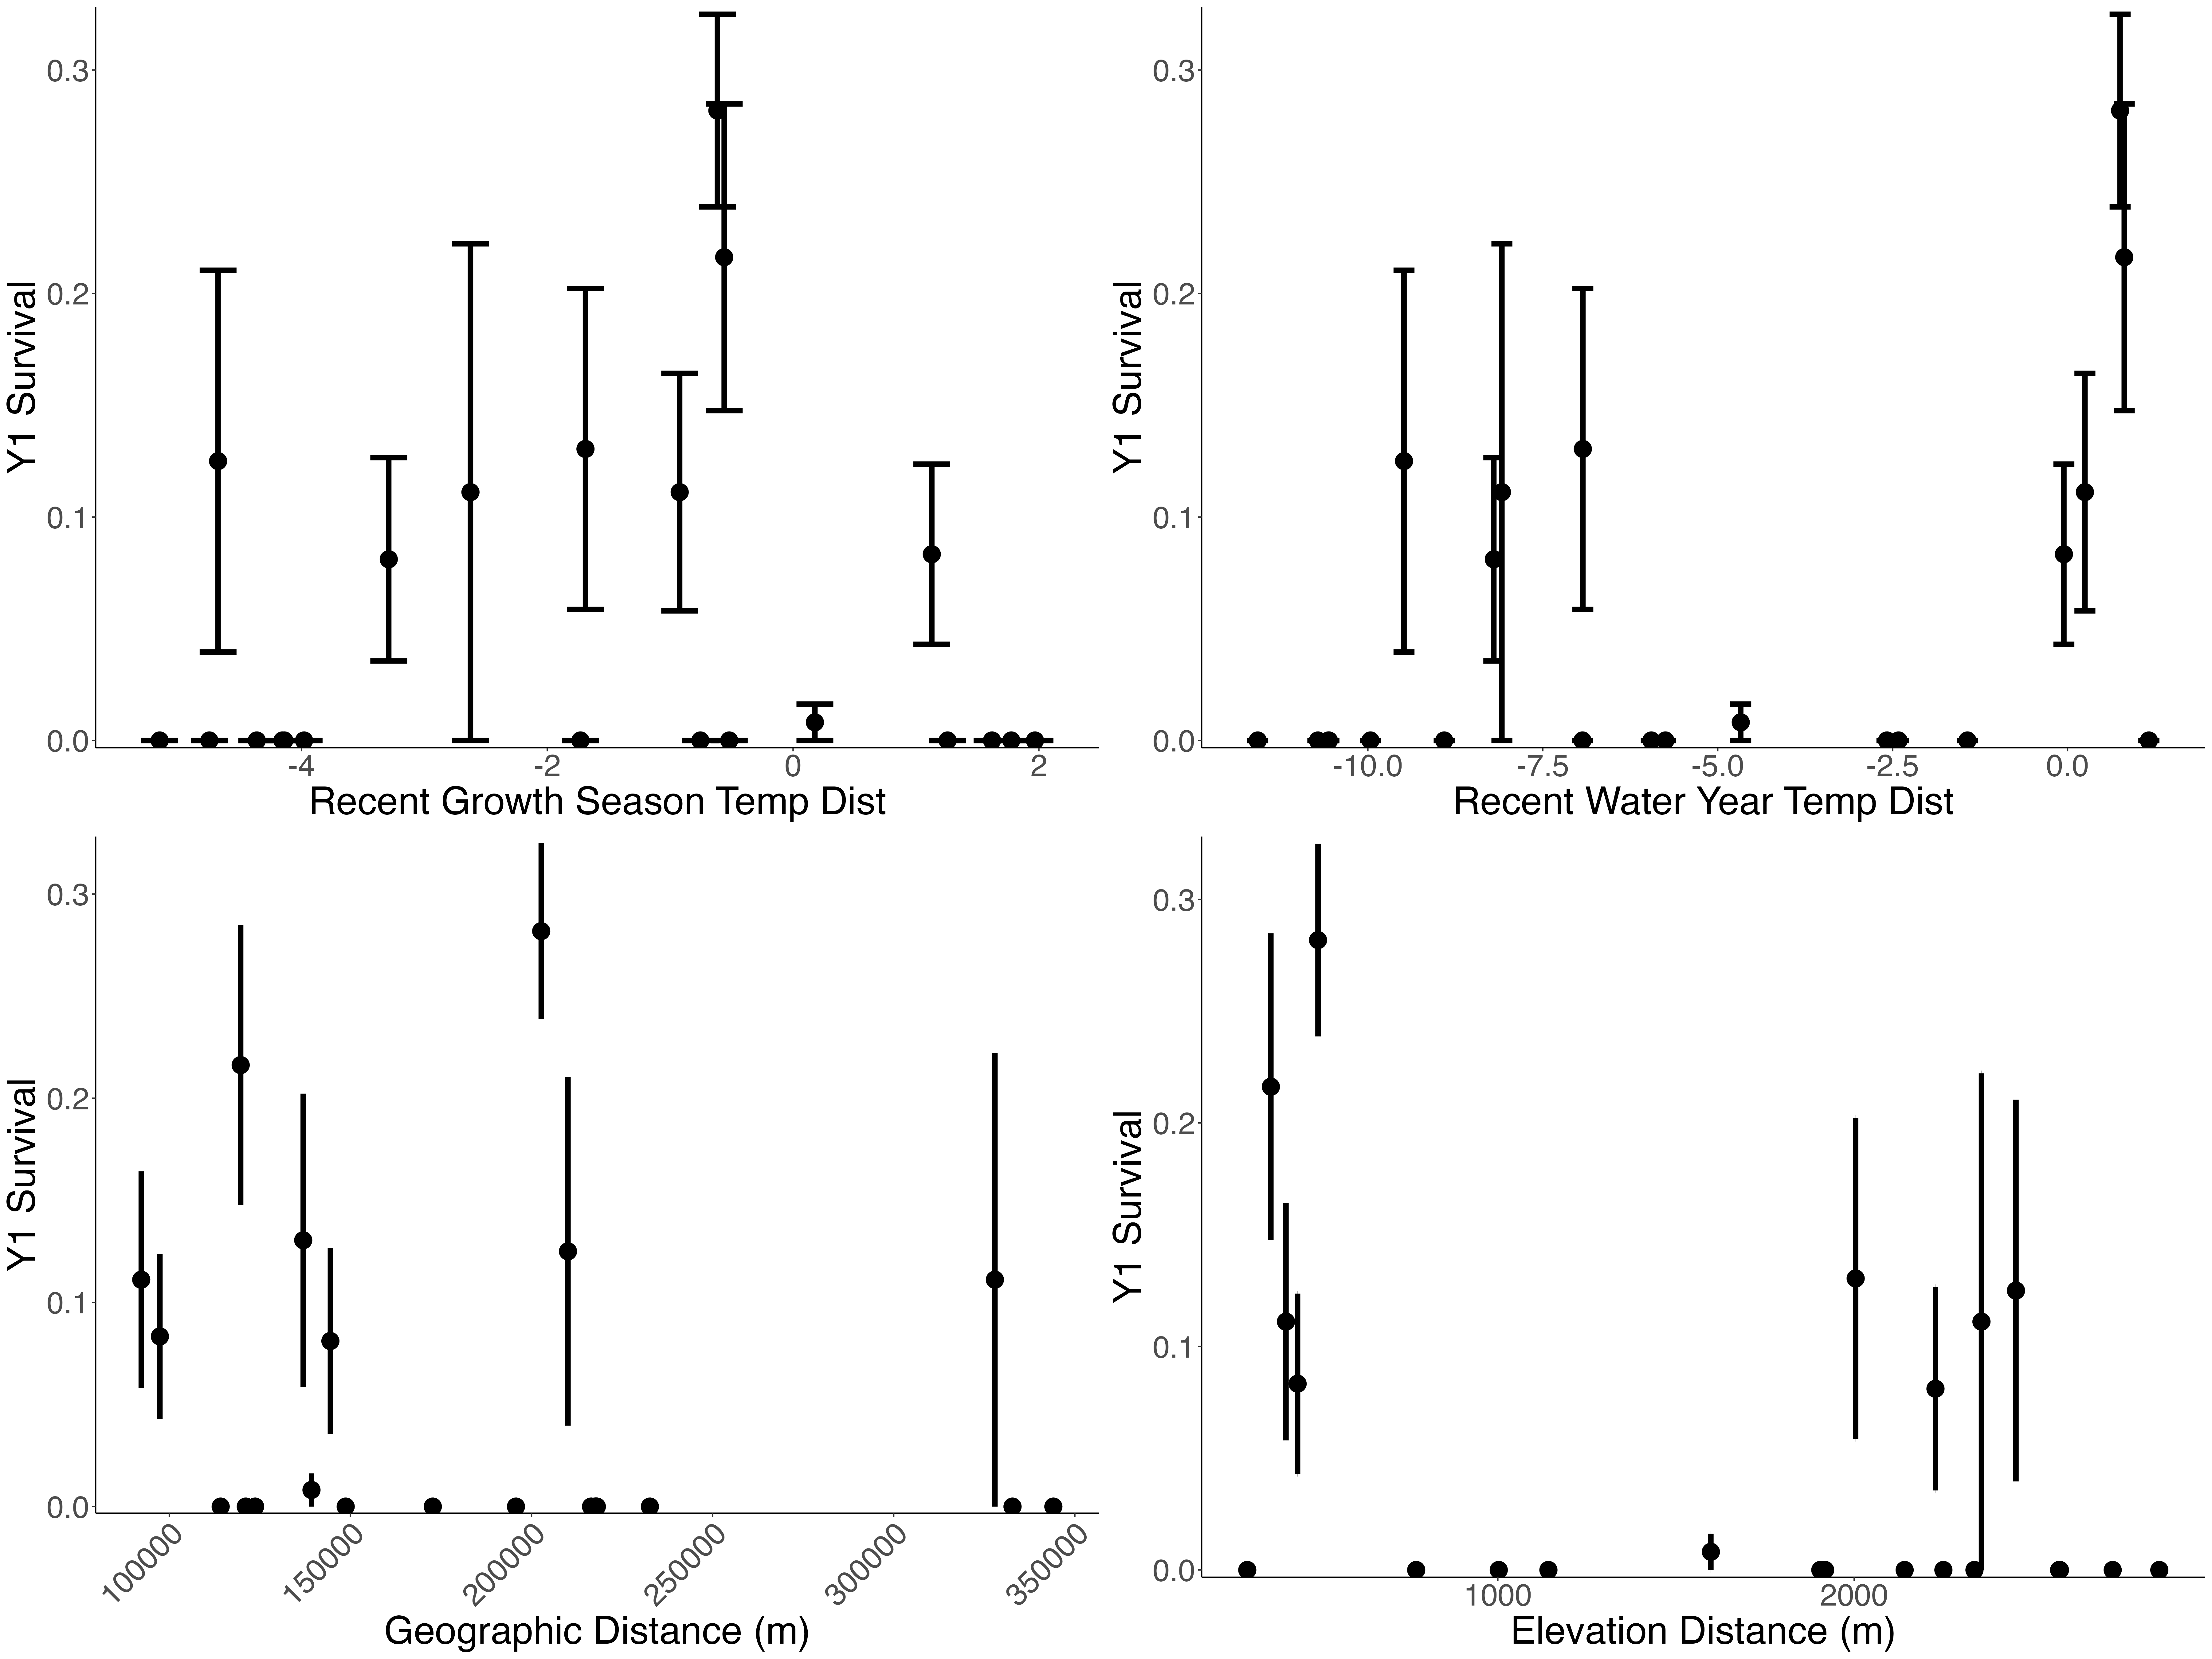 0.3
0.2
0.1
0.0
Y1 Survival
-4 -2 0 2
Recent Growth Season Temp Dist
0.3
0.2
0.1
0.0
Y1 Survival
-10.0 -7.5 -5.0 -2.5 0.0
Recent Water Year Temp Dist
0.3
0.2
0.1
0.0
Y1 Survival
100000 150000 200000 250000 300000 350000
Geographic Distance (m)
0.3
0.2
0.1
0.0
Y1 Survival
1000 2000
Elevation Distance (m)